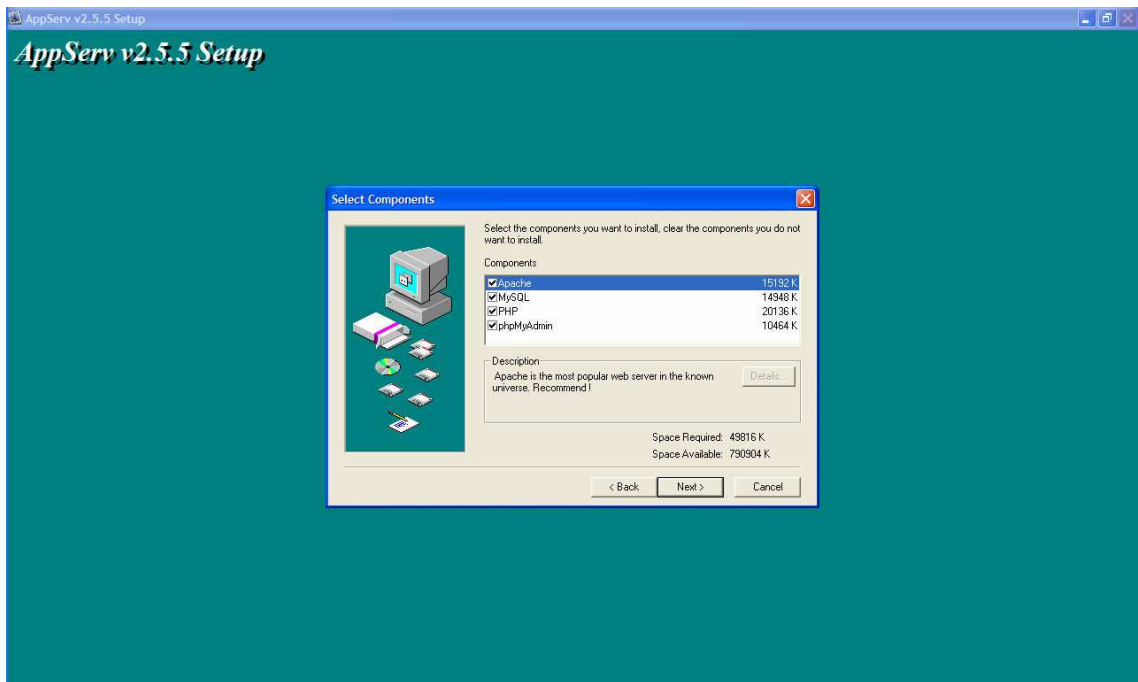 AppServ v2.5.5 Setup
AppServ v2.5.5 Setup
Select Components
Select the components you want to install, clear the components you do not
want to install.
Components
Apache 15192 K
MySQL 14948 K
PHP 20136 K
phpMyAdmin 10464 K
Description
Apache is the most popular web server in the known
universe. Recommend !
Details...
Space Required: 49816 K
Space Available: 790904 K
< Back Next > Cancel